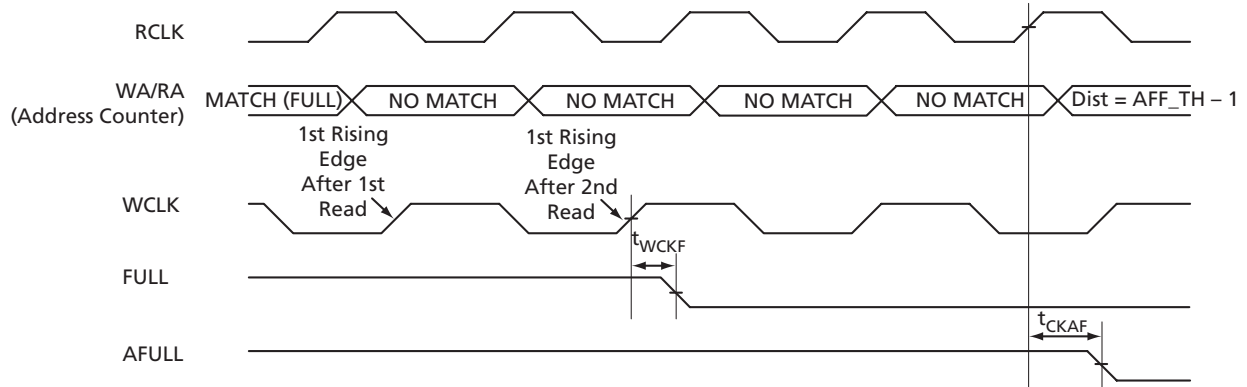 RCLK
WA/RA
(Address Counter)
MATCH (FULL)
NO MATCH
NO MATCH
NO MATCH
NO MATCH
Dist = AFF_TH – 1
1st Rising
Edge
After 1st
Read
1st Rising
Edge
After 2nd
Read
WCLK
tWCKF
FULL
tCKAF
AFULL